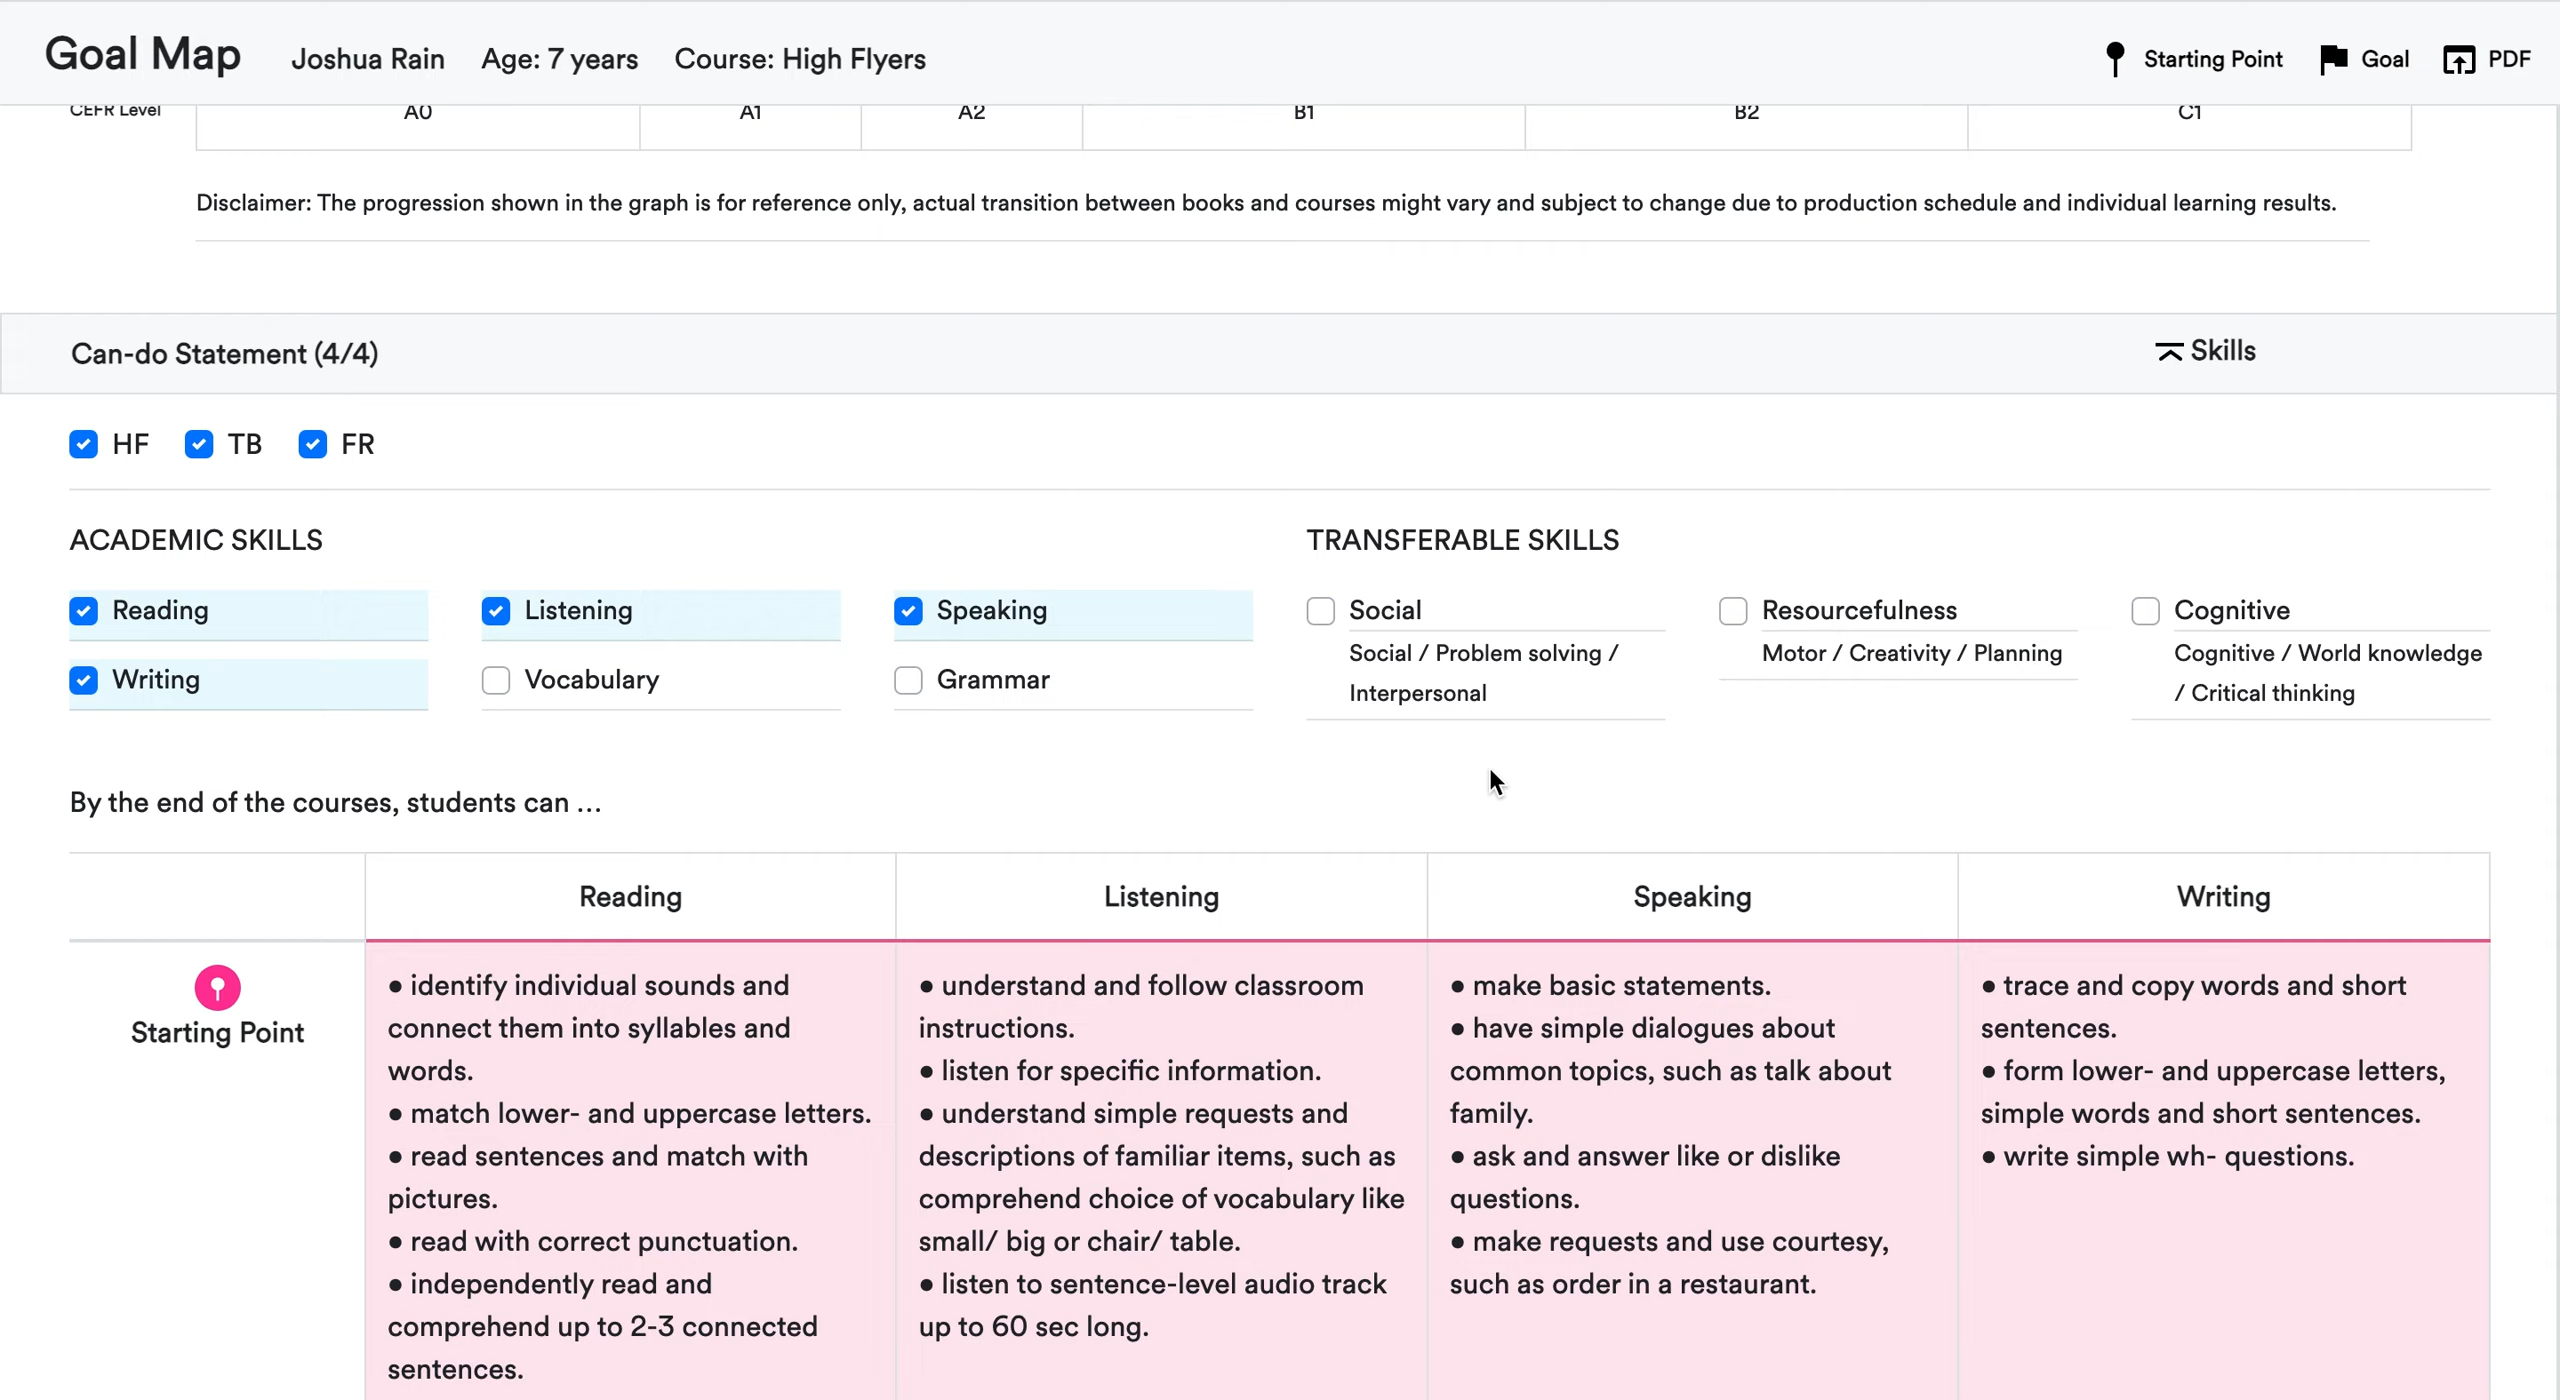 Goal Map Joshua Rain Age: 7 years Course: High Flyers Starting Point Goal PDF
CEFR Level A0 A1 A2 B1 B2 C1
Disclaimer: The progression shown in the graph is for reference only, actual transition between books and courses might vary and subject to change due to production schedule and individual learning results.
Can-do Statement (4/4) Skills
HF TB FR
ACADEMIC SKILLS
Reading Listening Speaking
Writing Vocabulary Grammar
TRANSFERABLE SKILLS
Social
Social / Problem solving /
Interpersonal
Resourcefulness
Motor / Creativity / Planning
Cognitive
Cognitive / World knowledge
/ Critical thinking
By the end of the courses, students can ...
Reading Listening Speaking Writing
Starting Point
• identify individual sounds and
connect them into syllables and
words.
• match lower- and uppercase letters.
• read sentences and match with
pictures.
• read with correct punctuation.
• independently read and
comprehend up to 2-3 connected
sentences.
• understand and follow classroom
instructions.
• listen for specific information.
• understand simple requests and
descriptions of familiar items, such as
comprehend choice of vocabulary like
small/ big or chair/ table.
• listen to sentence-level audio track
up to 60 sec long.
• make basic statements.
• have simple dialogues about
common topics, such as talk about
family.
• ask and answer like or dislike
questions.
• make requests and use courtesy,
such as order in a restaurant.
• trace and copy words and short
sentences.
• form lower- and uppercase letters,
simple words and short sentences.
• write simple wh- questions.